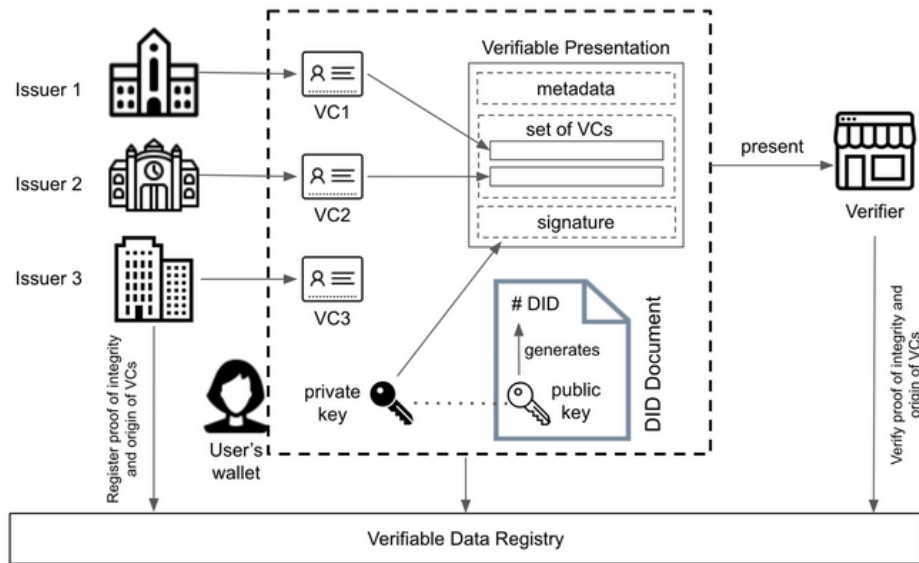 Issuer 1
Issuer 2
Issuer 3
VC1
VC2
VC3
Verifiable Presentation
metadata
set of VCs
signature
present
Verifier
# DID
generates
public
key
DID Document
private
key
User's
wallet
Register proof of integrity
and origin of VCs
Verify proof of integrity and
origin of VCs
Verifiable Data Registry